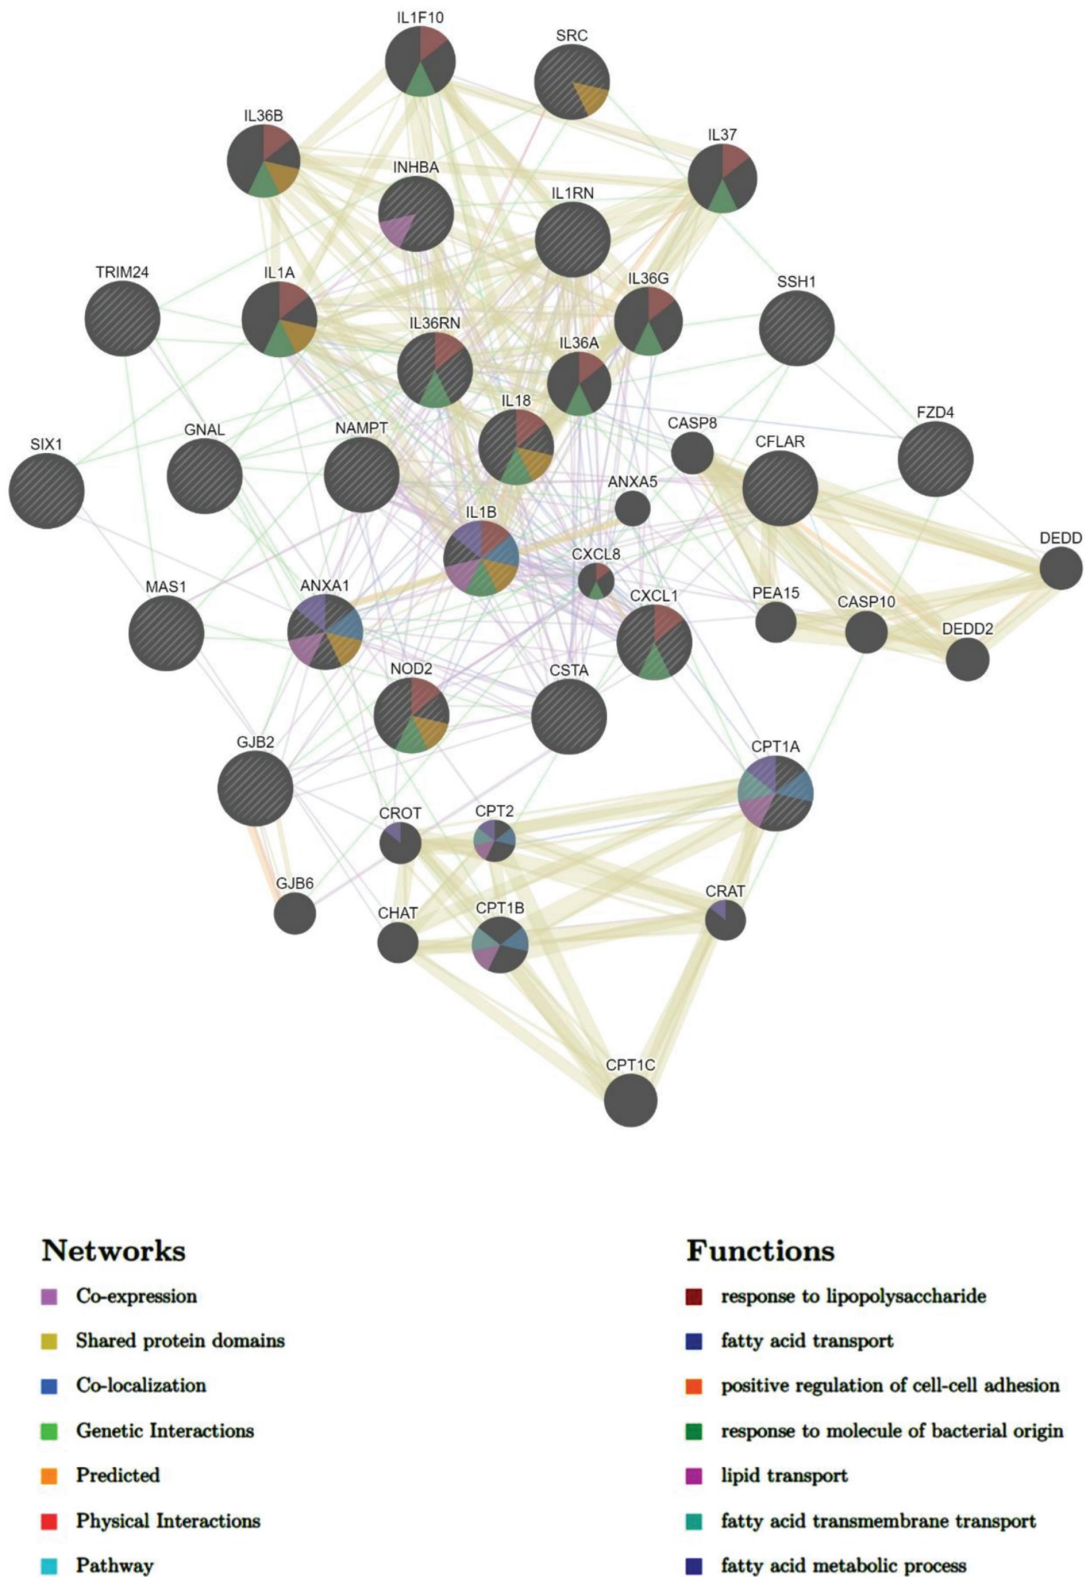 IL1F10
SRC
IL36B
IL37
INHBA
IL1RN
TRIM24
IL1A
IL36G
SSH1
IL36RN
IL36A
IL18
CASP8
FZD4
SIX1
GNAL
NAMPT
CFLAR
ANXA5
IL1B
DEDD
CXCL8
MAS1
ANXA1
CXCL1
PEA15
CASP10
DEDD2
NOD2
CSTA
GJB2
CPT1A
CROT
CPT2
GJB6
CHAT
CPT1B
CRAT
CPT1C
Networks
Co-expression
Shared protein domains
Co-localization
Genetic Interactions
Predicted
Physical Interactions
Pathway
Functions
response to lipopolysaccharide
fatty acid transport
positive regulation of cell-cell adhesion
response to molecule of bacterial origin
lipid transport
fatty acid transmembrane transport
fatty acid metabolic process